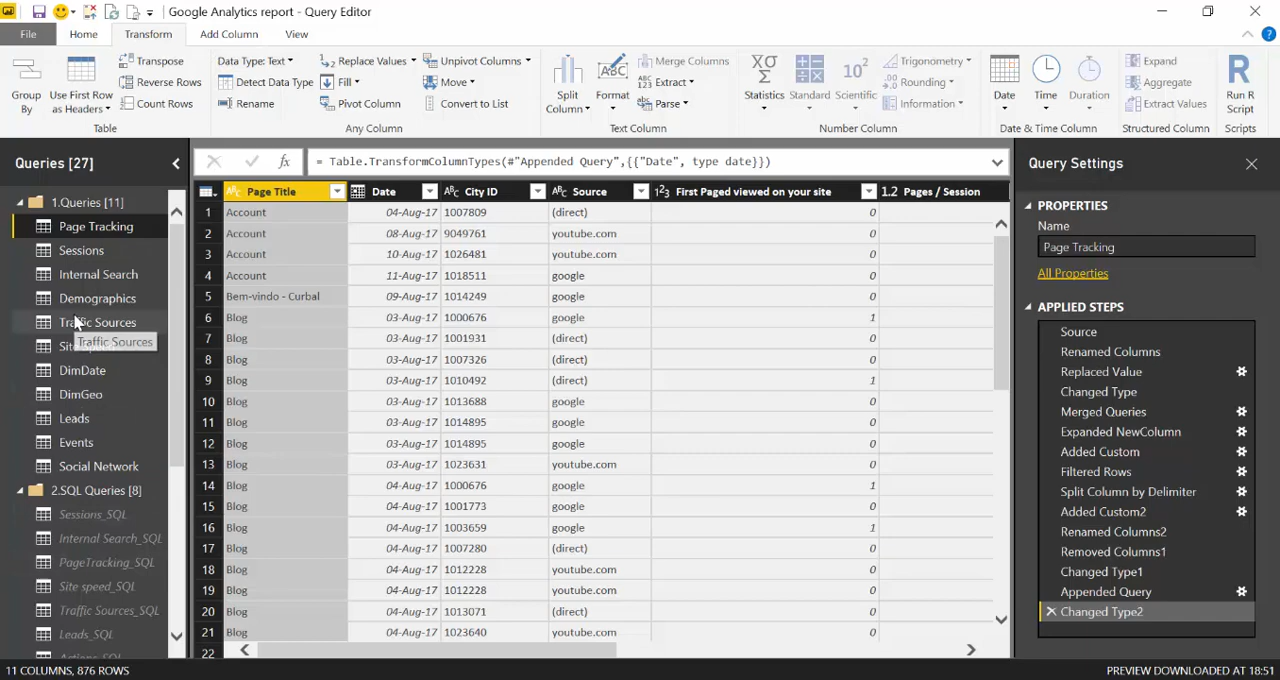 Google Analytics report - Query Editor
File Home Transform Add Column View
Group By
Use First Row as Headers
Transpose
Reverse Rows
Count Rows
Table
Data Type: Text
Detect Data Type
Rename
Replace Values
Fill
Pivot Column
Unpivot Columns
Move
Convert to List
Any Column
Split Column
Format
Merge Columns
Extract
Parse
Text Column
Statistics
Standard
Scientific
Trigonometry
Rounding
Information
Number Column
Date
Time
Duration
Date & Time Column
Expand
Aggregate
Extract Values
Structured Column
Run R Script
Scripts
Queries [27]
1.Queries [11]
Page Tracking
Sessions
Internal Search
Demographics
Traffic Sources
Traffic Sources
DimDate
DimGeo
Leads
Events
Social Network
2.SQL Queries [8]
Sessions_SQL
Internal Search_SQL
PageTracking_SQL
Site speed_SQL
Traffic Sources_SQL
Leads_SQL
= Table.TransformColumnTypes(#"Appended Query",{{"Date", type date}})
Page Title Date City ID Source First Paged viewed on your site 1.2 Pages / Session
1 Account 04-Aug-17 1007809 (direct) 0
2 Account 08-Aug-17 9049761 youtube.com 0
3 Account 10-Aug-17 1026481 youtube.com 0
4 Account 11-Aug-17 1018511 google 0
5 Bem-vindo - Curbal 09-Aug-17 1014249 google 0
6 Blog 03-Aug-17 1000676 google 1
7 Blog 03-Aug-17 1001931 (direct) 0
8 Blog 03-Aug-17 1007326 (direct) 0
9 Blog 03-Aug-17 1010492 (direct) 1
10 Blog 03-Aug-17 1013688 google 0
11 Blog 03-Aug-17 1014895 google 0
12 Blog 03-Aug-17 1014895 google 0
13 Blog 03-Aug-17 1023631 youtube.com 0
14 Blog 04-Aug-17 1000676 google 1
15 Blog 04-Aug-17 1001773 google 0
16 Blog 04-Aug-17 1003659 google 1
17 Blog 04-Aug-17 1007280 (direct) 0
18 Blog 04-Aug-17 1012228 youtube.com 0
19 Blog 04-Aug-17 1012228 youtube.com 0
20 Blog 04-Aug-17 1013071 (direct) 0
21 Blog 04-Aug-17 1023640 youtube.com 0
22
Query Settings
PROPERTIES
Name
Page Tracking
All Properties
APPLIED STEPS
Source
Renamed Columns
Replaced Value
Changed Type
Merged Queries
Expanded NewColumn
Added Custom
Filtered Rows
Split Column by Delimiter
Added Custom2
Renamed Columns2
Removed Columns1
Changed Type1
Appended Query
Changed Type2
11 COLUMNS, 876 ROWS
PREVIEW DOWNLOADED AT 18:51